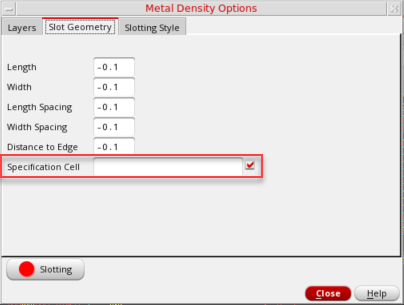 Metal Density Options
Layers Slot Geometry Slotting Style
Length -0.1
Width -0.1
Length Spacing -0.1
Width Spacing -0.1
Distance to Edge -0.1
Specification Cell
Slotting
Close Help